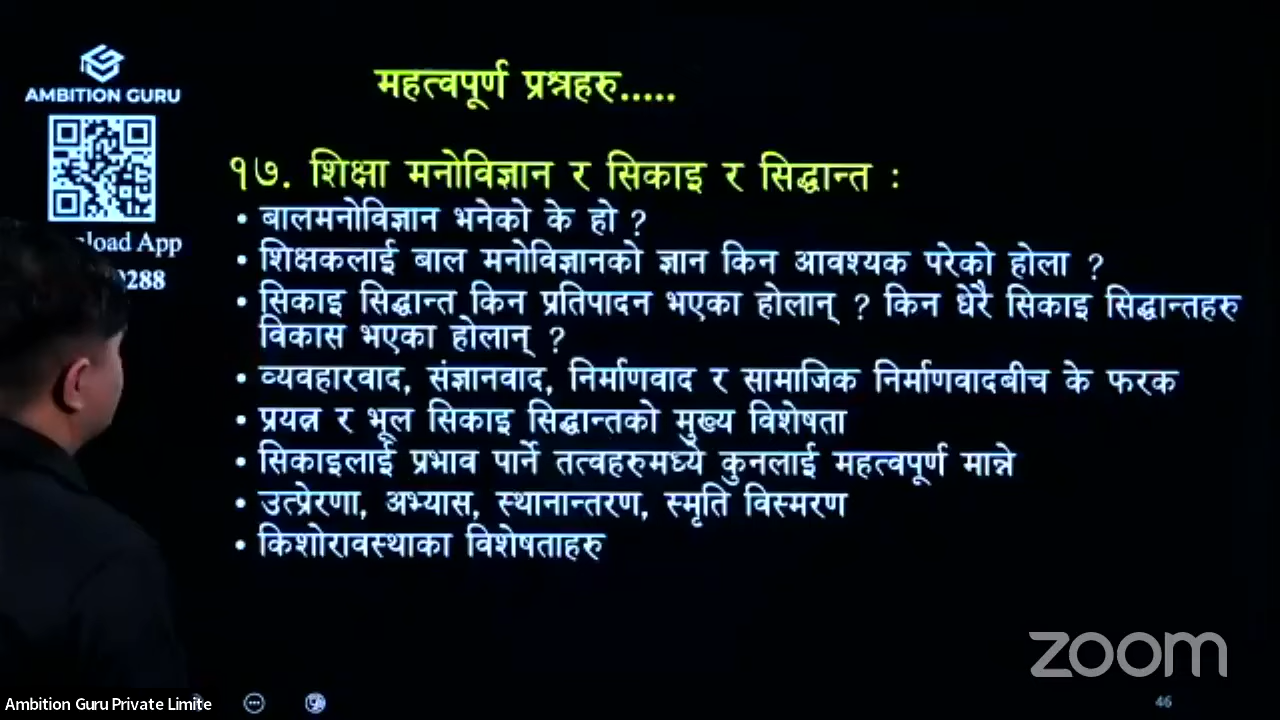 AMBITION GURU
महत्वपूर्ण प्रश्नहरु.....
१७. शिक्षा मनोविज्ञान र सिकाइ र सिद्धान्त :
• बालमनोविज्ञान भनेको के हो ?
• शिक्षकलाई बाल मनोविज्ञानको ज्ञान किन आवश्यक परेको होला ?
• सिकाइ सिद्धान्त किन प्रतिपादन भएका होलान् ? किन धेरै सिकाइ सिद्धान्तहरु
विकास भएका होलान् ?
• व्यवहारवाद, संज्ञानवाद, निर्माणवाद र सामाजिक निर्माणवादबीच के फरक
• प्रयत्न र भूल सिकाइ सिद्धान्तको मुख्य विशेषता
• सिकाइलाई प्रभाव पार्ने तत्वहरुमध्ये कुनलाई महत्वपूर्ण मान्ने
• उत्प्रेरणा, अभ्यास, स्थानान्तरण, स्मृति विस्मरण
• किशोरावस्थाका विशेषताहरु
App
288
zoom
Ambition Guru Private Limite
46